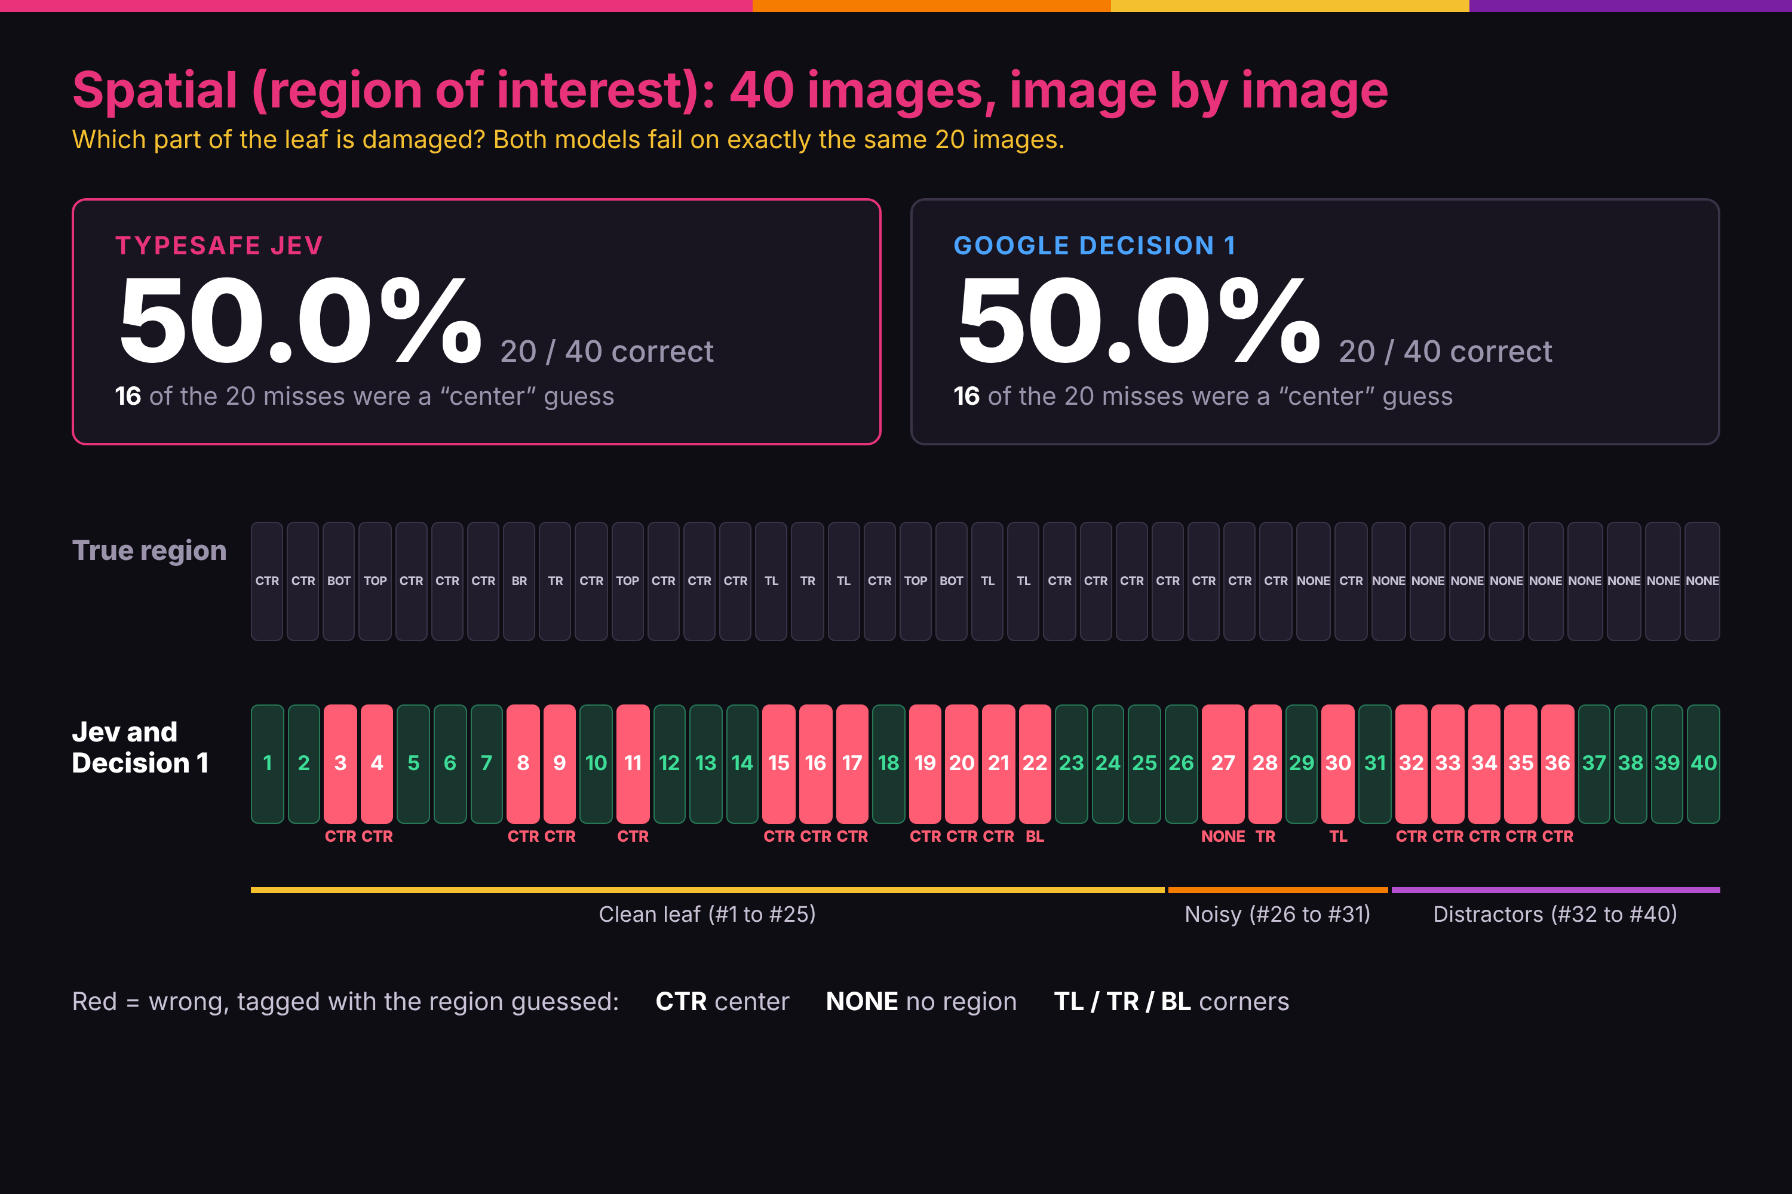 Spatial (region of interest): 40 images, image by image
Which part of the leaf is damaged? Both models fail on exactly the same 20 images.
TYPESAFE JEV
50.0% 20 / 40 correct
16 of the 20 misses were a “center” guess
GOOGLE DECISION 1
50.0% 20 / 40 correct
16 of the 20 misses were a “center” guess
True region
CTR CTR BOT TOP CTR CTR CTR BR TR CTR TOP CTR CTR CTR TL TR TL CTR TOP BOT TL TL CTR CTR CTR CTR CTR CTR CTR NONE CTR NONE NONE NONE NONE NONE NONE NONE NONE NONE
Jev and
Decision 1
1 2 3 4 5 6 7 8 9 10 11 12 13 14 15 16 17 18 19 20 21 22 23 24 25 26 27 28 29 30 31 32 33 34 35 36 37 38 39 40
CTR CTR CTR CTR CTR CTR CTR CTR CTR CTR CTR BL NONE TR TL CTR CTR CTR CTR CTR
Clean leaf (#1 to #25) Noisy (#26 to #31) Distractors (#32 to #40)
Red = wrong, tagged with the region guessed: CTR center NONE no region TL / TR / BL corners